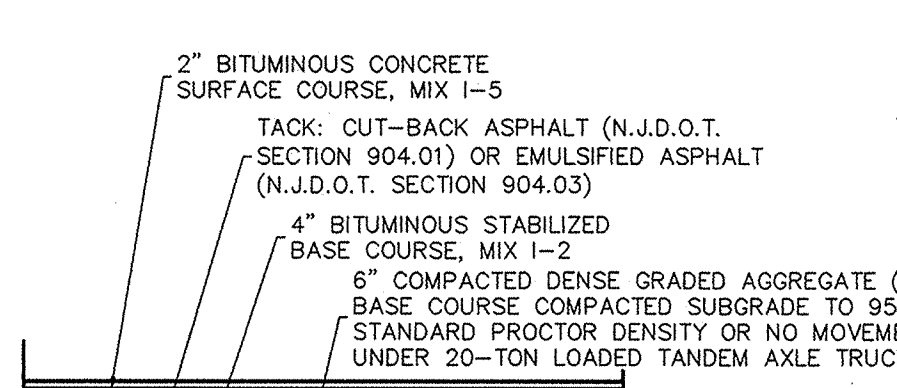 2" BITUMINOUS CONCRETE
SURFACE COURSE, MIX I-5
TACK: CUT-BACK ASPHALT (N.J.D.O.T.
SECTION 904.01) OR EMULSIFIED ASPHALT
(N.J.D.O.T. SECTION 904.03)
4" BITUMINOUS STABILIZED
BASE COURSE, MIX I-2
6" COMPACTED DENSE GRADED AGGREGATE (
BASE COURSE COMPACTED SUBGRADE TO 95
STANDARD PROCTOR DENSITY OR NO
UNDER 20-TON LOADED TANDEM AXLE